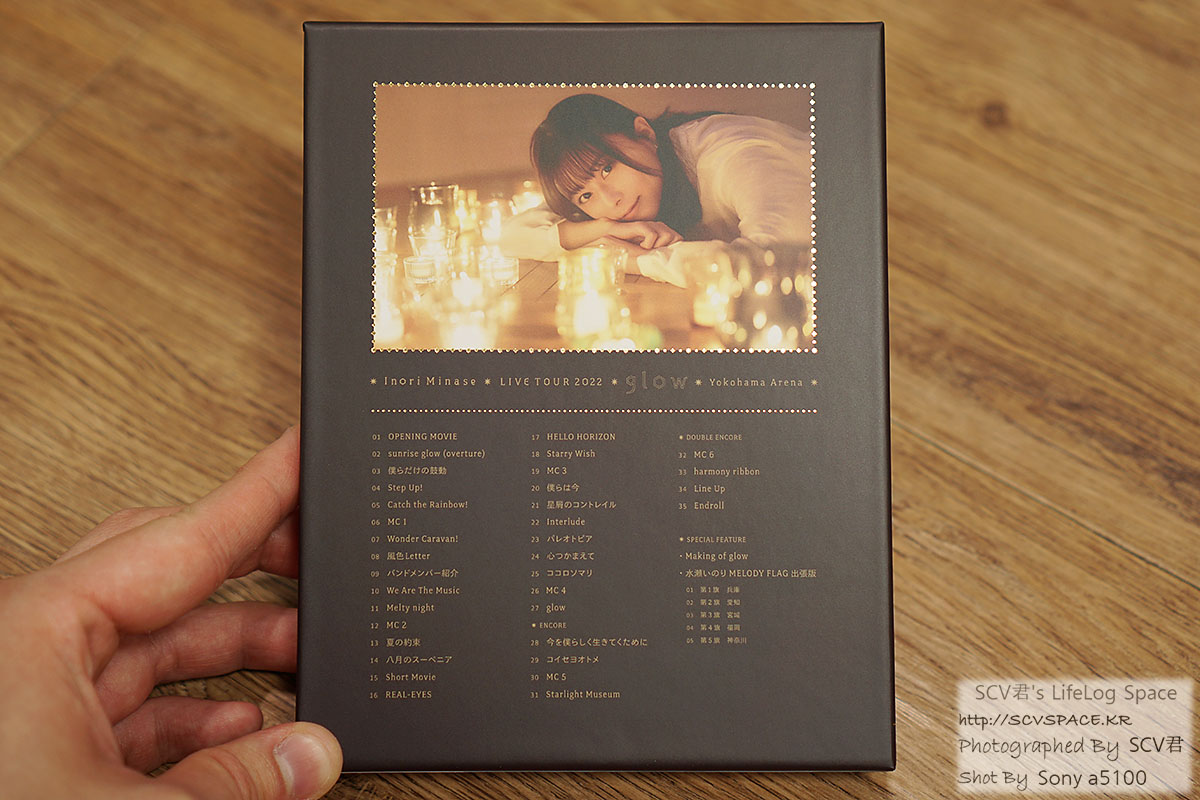 ✷ Inori Minase ✷ LIVE TOUR 2022 ✷ glow ✷ Yokohama Arena ✷
01 OPENING MOVIE
02 sunrise glow (overture)
03 僕らだけの鼓動
04 Step Up!
05 Catch the Rainbow!
06 MC 1
07 Wonder Caravan!
08 風色Letter
09 バンドメンバー紹介
10 We Are The Music
11 Melty night
12 MC 2
13 夏の約束
14 八月のスーベニア
15 Short Movie
16 REAL-EYES
17 HELLO HORIZON
18 Starry Wish
19 MC 3
20 僕らは今
21 星屑のコントレイル
22 Interlude
23 パレオトピア
24 心つかまえて
25 ココロソマリ
26 MC 4
27 glow
✷ ENCORE
28 今を僕らしく生きてくために
29 コイセヨオトメ
30 MC 5
31 Starlight Museum
✷ DOUBLE ENCORE
32 MC 6
33 harmony ribbon
34 Line Up
35 Endroll
✷ SPECIAL FEATURE
・Making of glow
・水瀬いのり MELODY FLAG 出張版
01 第1旗 兵庫
02 第2旗 愛知
03 第3旗 宮城
04 第4旗 福岡
05 第5旗 神奈川
SCV君's LifeLog Space
http://SCVSPACE.KR
Photographed By SCV君
Shot By Sony a5100